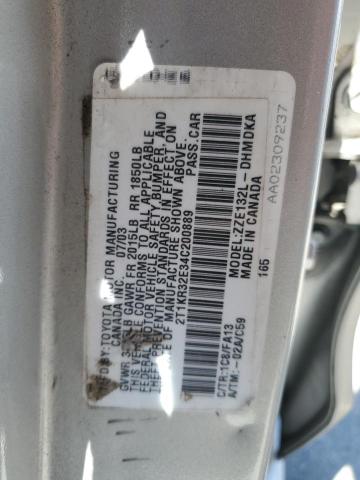 MFD BY: TOYOTA MOTOR MANUFACTURING
CANADA INC. 07/03
GVWR LB GAWR FR 2015LB RR 1850LB
THIS VEHICLE CONFORMS TO ALL APPLICABLE
FEDERAL MOTOR VEHICLE SAFETY, BUMPER, AND
THEFT PREVENTION STANDARDS IN EFFECT ON
THE DATE OF MANUFACTURE SHOWN ABOVE.
2T1KR32E34C200889 PASS.CAR
C/TR:1C8/FA13 MODEL:ZZE132L-DHMDKA
A/TM:-02A/C59 165 MADE IN CANADA
AA02309237